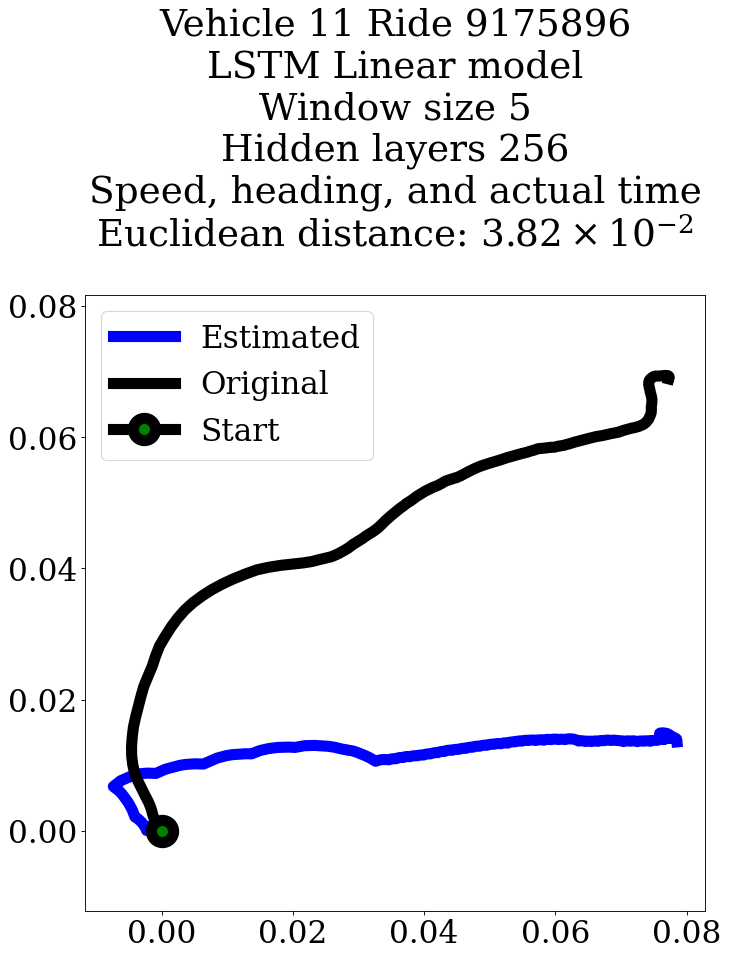 Vehicle 11 Ride 9175896
LSTM Linear model
Window size 5
Hidden layers 256
Speed, heading, and actual time
Euclidean distance: 3.82 × 10⁻²
0.08
0.06
0.04
0.02
0.00
Estimated
Original
Start
0.00 0.02 0.04 0.06 0.08